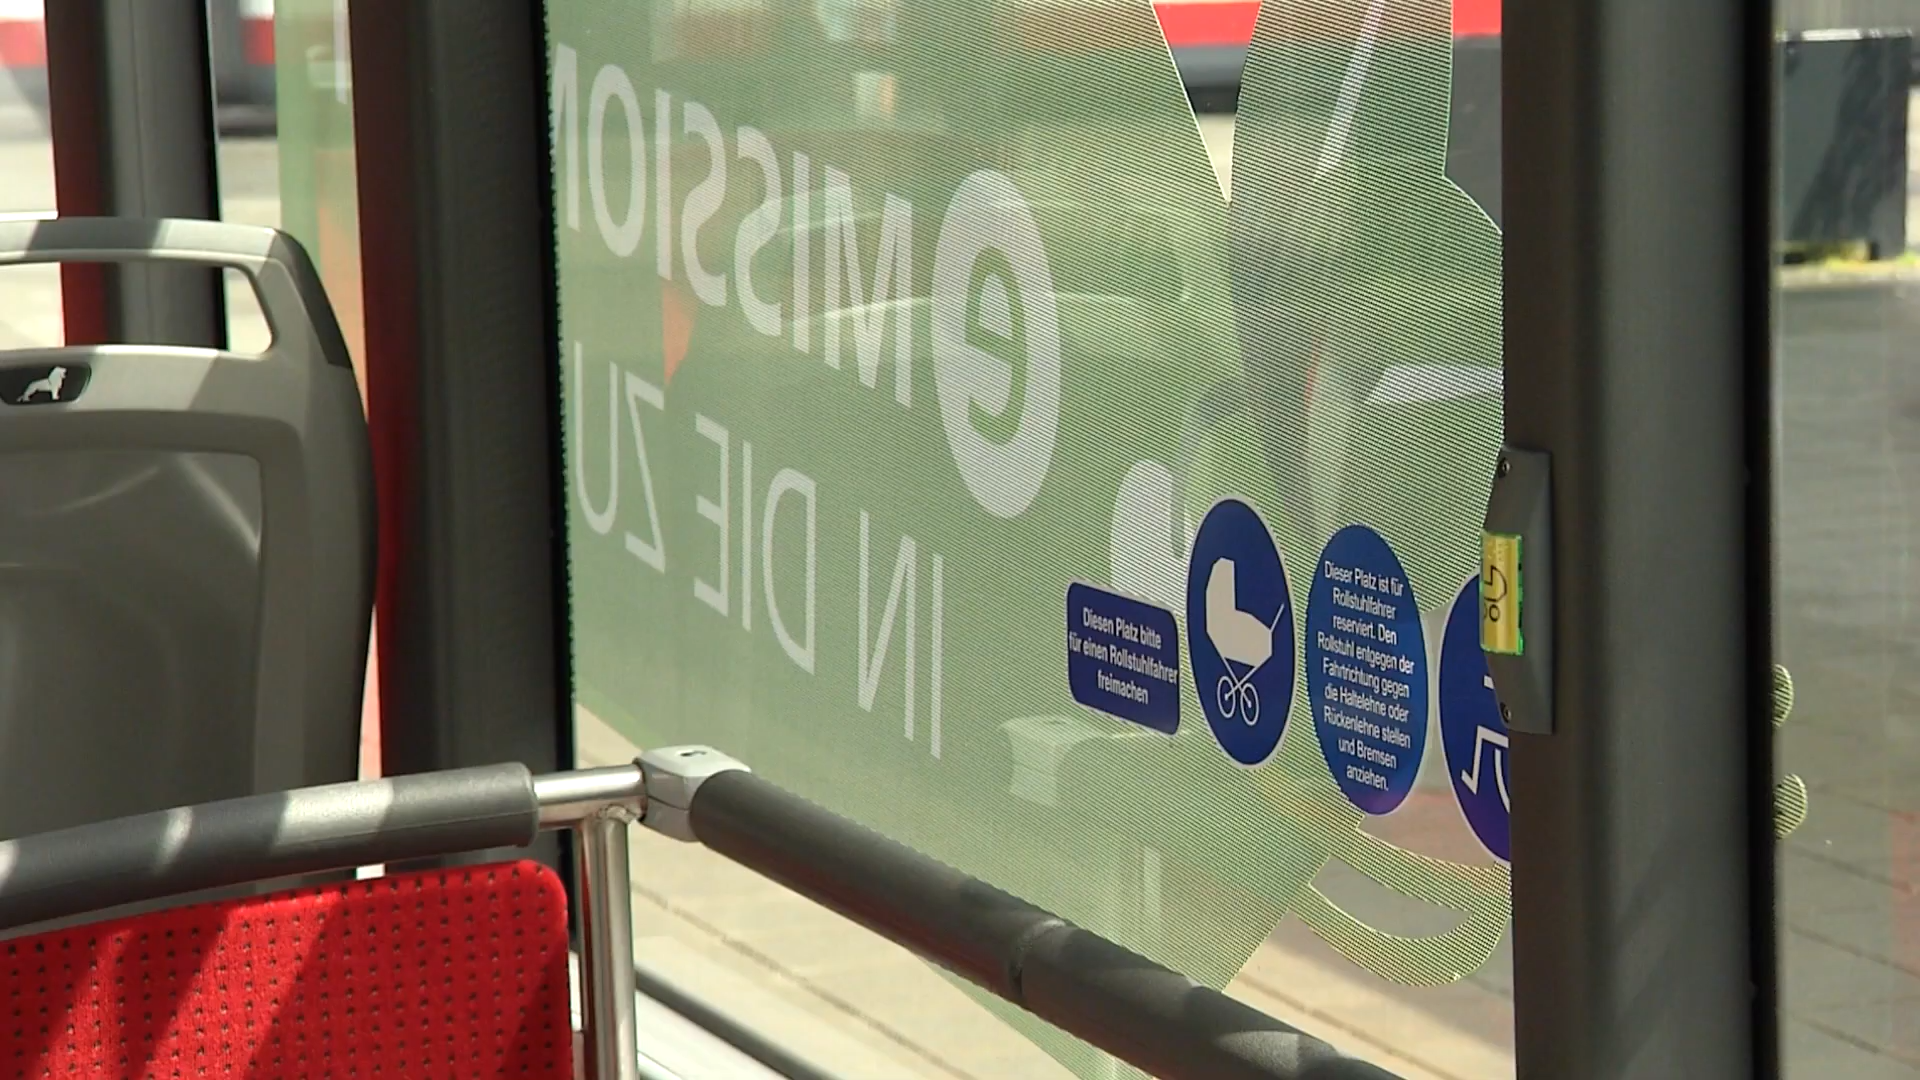 eMISSION
IN DIE ZU
Diesen Platz bitte
für einen Rollstuhlfahrer
freimachen
Dieser Platz ist für
Rollstuhlfahrer
reserviert. Den
Rollstuhl entgegen der
Fahrtrichtung gegen
die Haltelehne oder
Rückenlehne stellen
und Bremsen
anziehen.